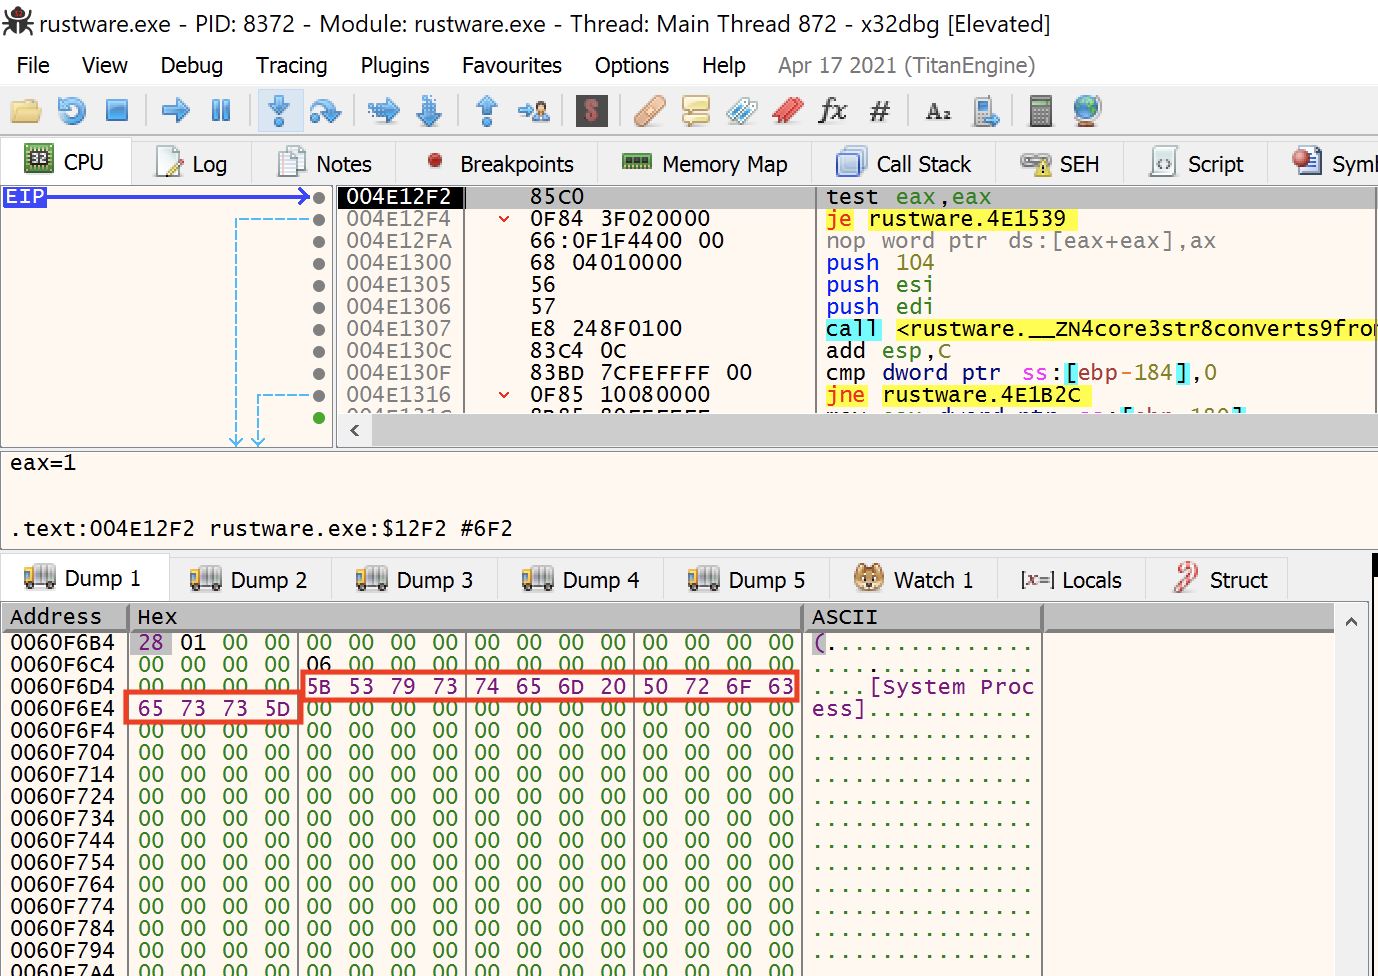 rustware.exe - PID: 8372 - Module: rustware.exe - Thread: Main Thread 872 - x32dbg [Elevated]
File View Debug Tracing Plugins Favourites Options Help Apr 17 2021 (TitanEngine)
CPU Log Notes Breakpoints Memory Map Call Stack SEH Script Symb
EIP 004E12F2 85C0 test eax,eax
004E12F4 0F84 3F020000 je rustware.4E1539
004E12FA 66:0F1F4400 00 nop word ptr ds:[eax+eax],ax
004E1300 68 04010000 push 104
004E1305 56 push esi
004E1306 57 push edi
004E1307 E8 248F0100 call <rustware.__ZN4core3str8converts9fro
004E130C 83C4 0C add esp,C
004E130F 83BD 7CFEFFFF 00 cmp dword ptr ss:[ebp-184],0
004E1316 0F85 10080000 jne rustware.4E1B2C
eax=1
.text:004E12F2 rustware.exe:$12F2 #6F2
Dump 1 Dump 2 Dump 3 Dump 4 Dump 5 Watch 1 [x=] Locals Struct
Address Hex ASCII
0060F6B4 28 01 00 00 00 00 00 00 00 00 00 00 00 00 00 00 (...............
0060F6C4 00 00 00 00 06 00 00 00 00 00 00 00 00 00 00 00 ................
0060F6D4 00 00 00 00 5B 53 79 73 74 65 6D 20 50 72 6F 63 ....[System Proc
0060F6E4 65 73 73 5D 00 00 00 00 00 00 00 00 00 00 00 00 ess]............
0060F6F4 00 00 00 00 00 00 00 00 00 00 00 00 00 00 00 00 ................
0060F704 00 00 00 00 00 00 00 00 00 00 00 00 00 00 00 00 ................
0060F714 00 00 00 00 00 00 00 00 00 00 00 00 00 00 00 00 ................
0060F724 00 00 00 00 00 00 00 00 00 00 00 00 00 00 00 00 ................
0060F734 00 00 00 00 00 00 00 00 00 00 00 00 00 00 00 00 ................
0060F744 00 00 00 00 00 00 00 00 00 00 00 00 00 00 00 00 ................
0060F754 00 00 00 00 00 00 00 00 00 00 00 00 00 00 00 00 ................
0060F764 00 00 00 00 00 00 00 00 00 00 00 00 00 00 00 00 ................
0060F774 00 00 00 00 00 00 00 00 00 00 00 00 00 00 00 00 ................
0060F784 00 00 00 00 00 00 00 00 00 00 00 00 00 00 00 00 ................
0060F794 00 00 00 00 00 00 00 00 00 00 00 00 00 00 00 00 ................
0060F7A4 00 00 00 00 00 00 00 00 00 00 00 00 00 00 00 00